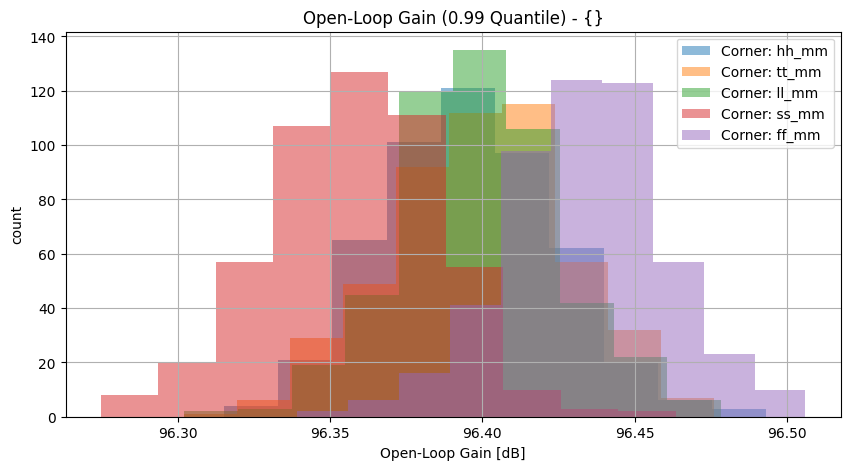 Open-Loop Gain (0.99 Quantile) - {}
Corner: hh_mm
Corner: tt_mm
Corner: ll_mm
Corner: ss_mm
Corner: ff_mm
140
120
100
80
60
40
20
0
count
96.30 96.35 96.40 96.45 96.50
Open-Loop Gain [dB]